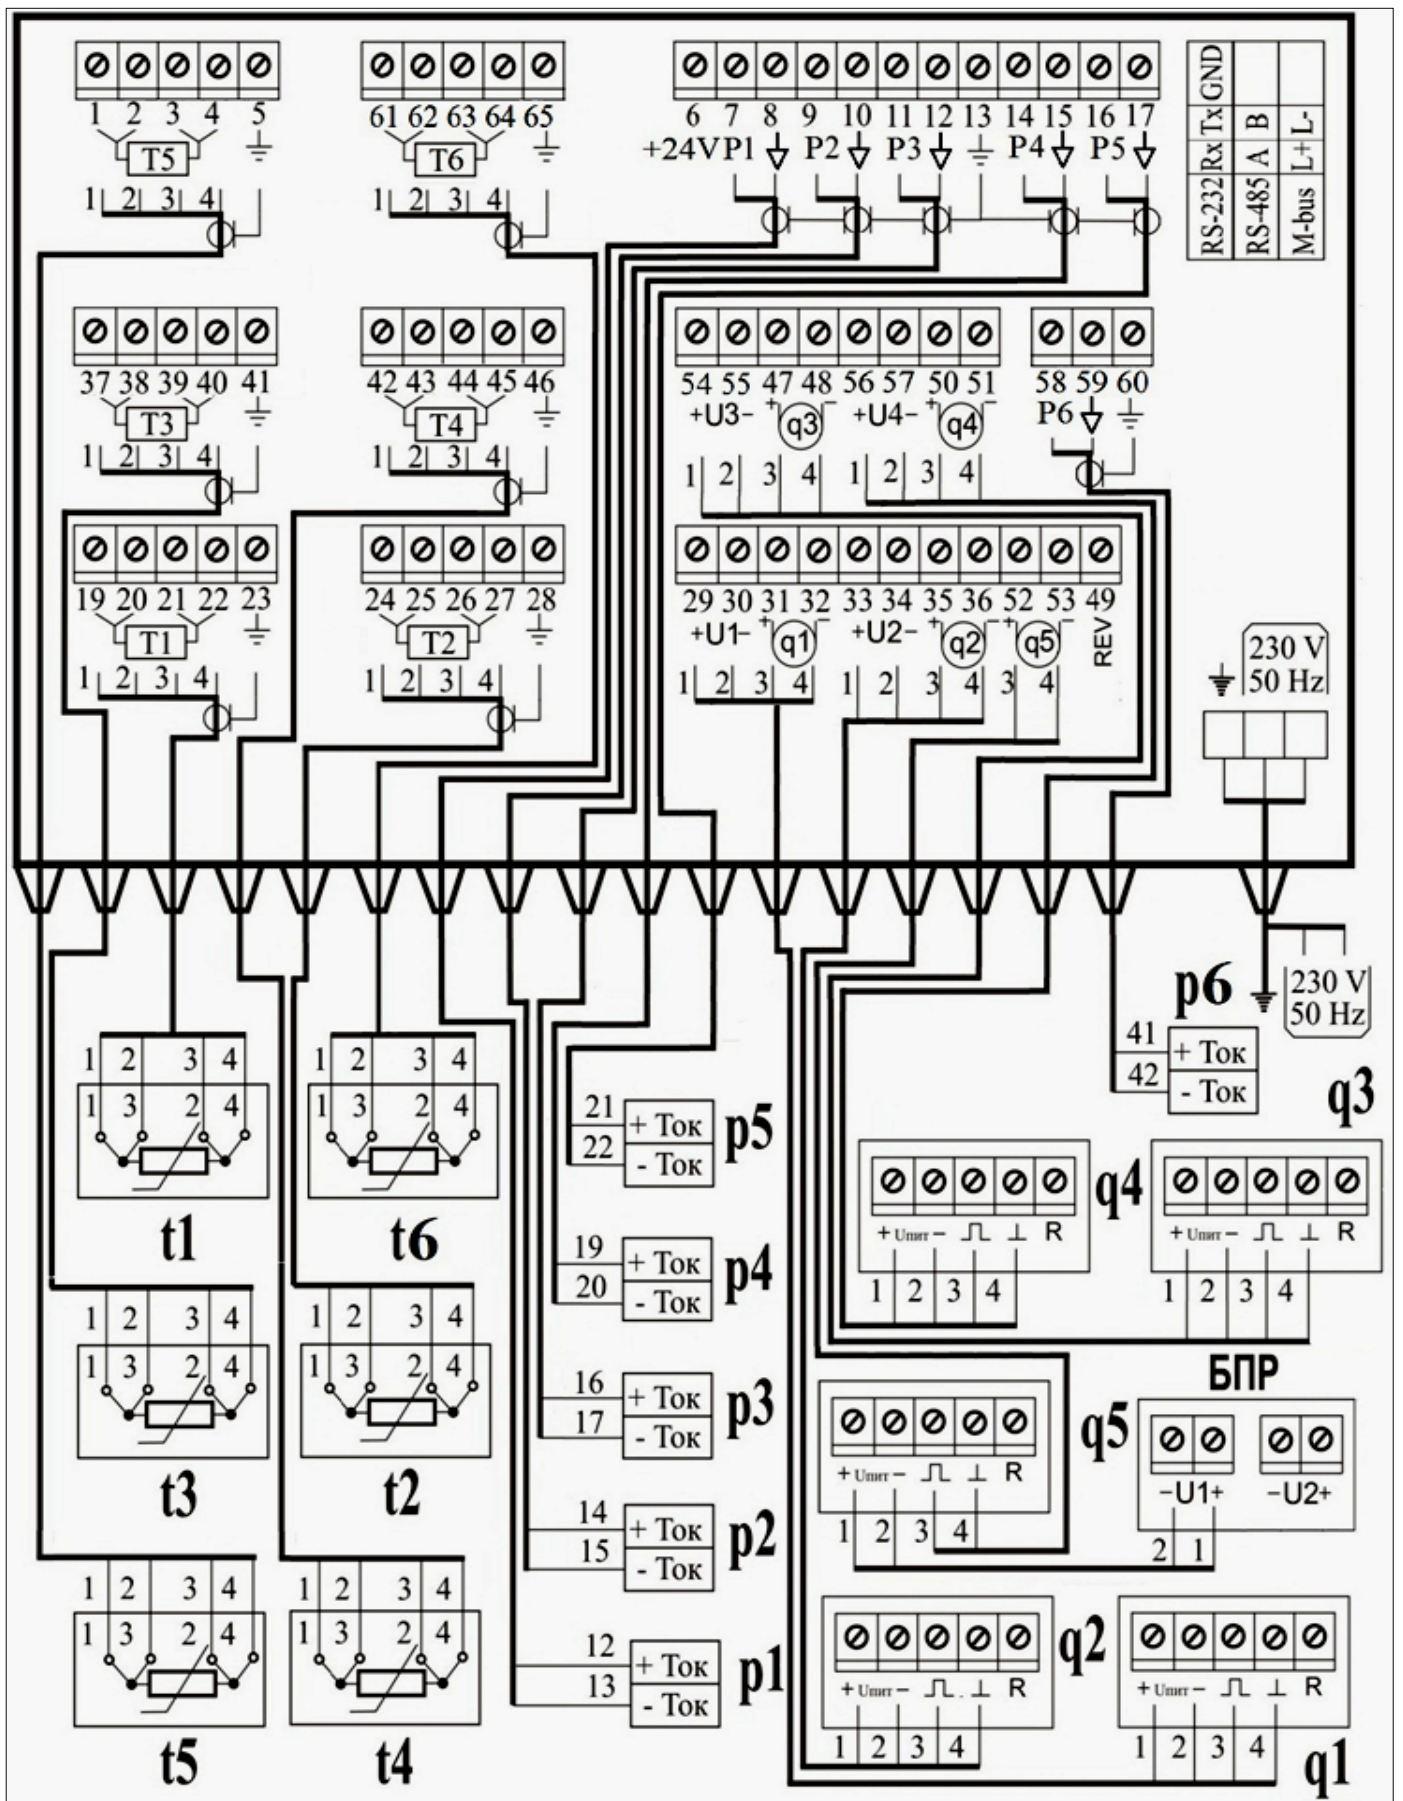 1 2 3 4 5
T5
1 2 3 4
61 62 63 64 65
T6
1 2 3 4
6 7 8 9 10 11 12 13 14 15 16 17
+24V P1 P2 P3 P4 P5
RS-232 Rx Tx GND
RS-485 A B
M-bus L+ L-
37 38 39 40 41
T3
1 2 3 4
42 43 44 45 46
T4
1 2 3 4
54 55 47 48 56 57 50 51
+U3- + q3 - +U4- + q4 -
1 2 3 4 1 2 3 4
58 59 60
P6
19 20 21 22 23
T1
1 2 3 4
24 25 26 27 28
T2
1 2 3 4
29 30 31 32 33 34 35 36 52 53 49
+U1- + q1 - +U2- + q2 - + q5 - REV
1 2 3 4 1 2 3 4 3 4
230 V
50 Hz
p6
230 V
50 Hz
41 + Ток
42 - Ток
1 2 3 4
1 3 2 4
t1
1 2 3 4
1 3 2 4
t6
21 + Ток
22 - Ток
p5
q3
+ Uпит - ⎍ ⊥ R
1 2 3 4
q4
+ Uпит - ⎍ ⊥ R
1 2 3 4
19 + Ток
20 - Ток
p4
1 2 3 4
1 3 2 4
t3
1 2 3 4
1 3 2 4
t2
16 + Ток
17 - Ток
p3
БПР
+ Uпит - ⎍ ⊥ R
1 2 3 4
q5
-U1+ -U2+
2 1
14 + Ток
15 - Ток
p2
1 2 3 4
1 3 2 4
t5
1 2 3 4
1 3 2 4
t4
12 + Ток
13 - Ток
p1
+ Uпит - ⎍ ⊥ R
1 2 3 4
q2
+ Uпит - ⎍ ⊥ R
1 2 3 4
q1